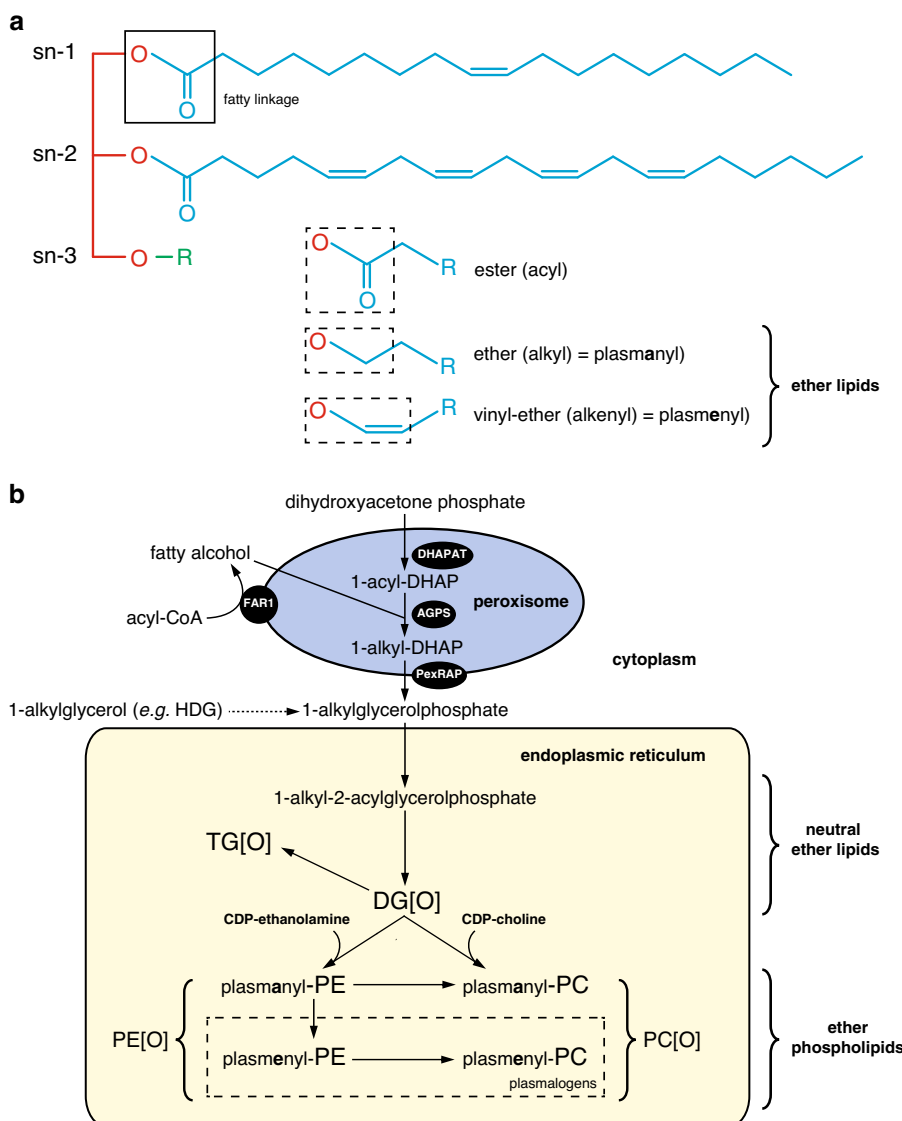 a
sn-1
O
O
fatty linkage
sn-2
O
O
sn-3
O
R
O
O
R
ester (acyl)
O
R
ether (alkyl) = plasmanyl)
O
R
vinyl-ether (alkenyl) = plasmenyl)
ether lipids
b
dihydroxyacetone phosphate
fatty alcohol
DHAPAT
1-acyl-DHAP
FAR1
peroxisome
acyl-CoA
AGPS
1-alkyl-DHAP
cytoplasm
PexRAP
1-alkylglycerol (e.g. HDG)
1-alkylglycerolphosphate
endoplasmic reticulum
1-alkyl-2-acylglycerolphosphate
neutral
ether lipids
TG[O]
DG[O]
CDP-ethanolamine
CDP-choline
plasmanyl-PE
plasmanyl-PC
PE[O]
PC[O]
ether
phospholipids
plasmenyl-PE
plasmenyl-PC
plasmalogens